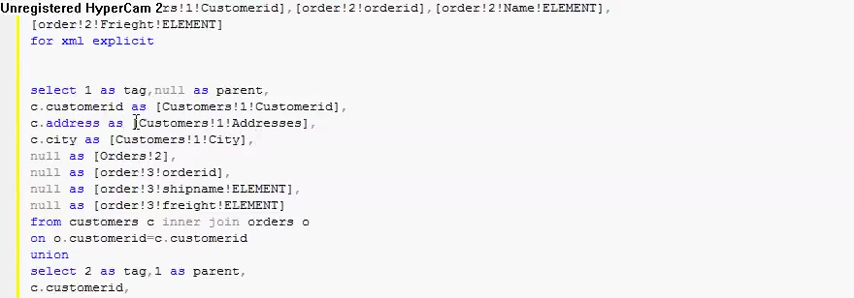 Unregistered HyperCam 2rs!1!Customerid],[order!2!orderid],[order!2!Name!ELEMENT],
[order!2!Frieght!ELEMENT]
for xml explicit
select 1 as tag,null as parent,
c.customerid as [Customers!1!Customerid],
c.address as [Customers!1!Addresses],
c.city as [Customers!1!City],
null as [Orders!2],
null as [order!3!orderid],
null as [order!3!shipname!ELEMENT],
null as [order!3!freight!ELEMENT]
from customers c inner join orders o
on o.customerid=c.customerid
union
select 2 as tag,1 as parent,
c.customerid,